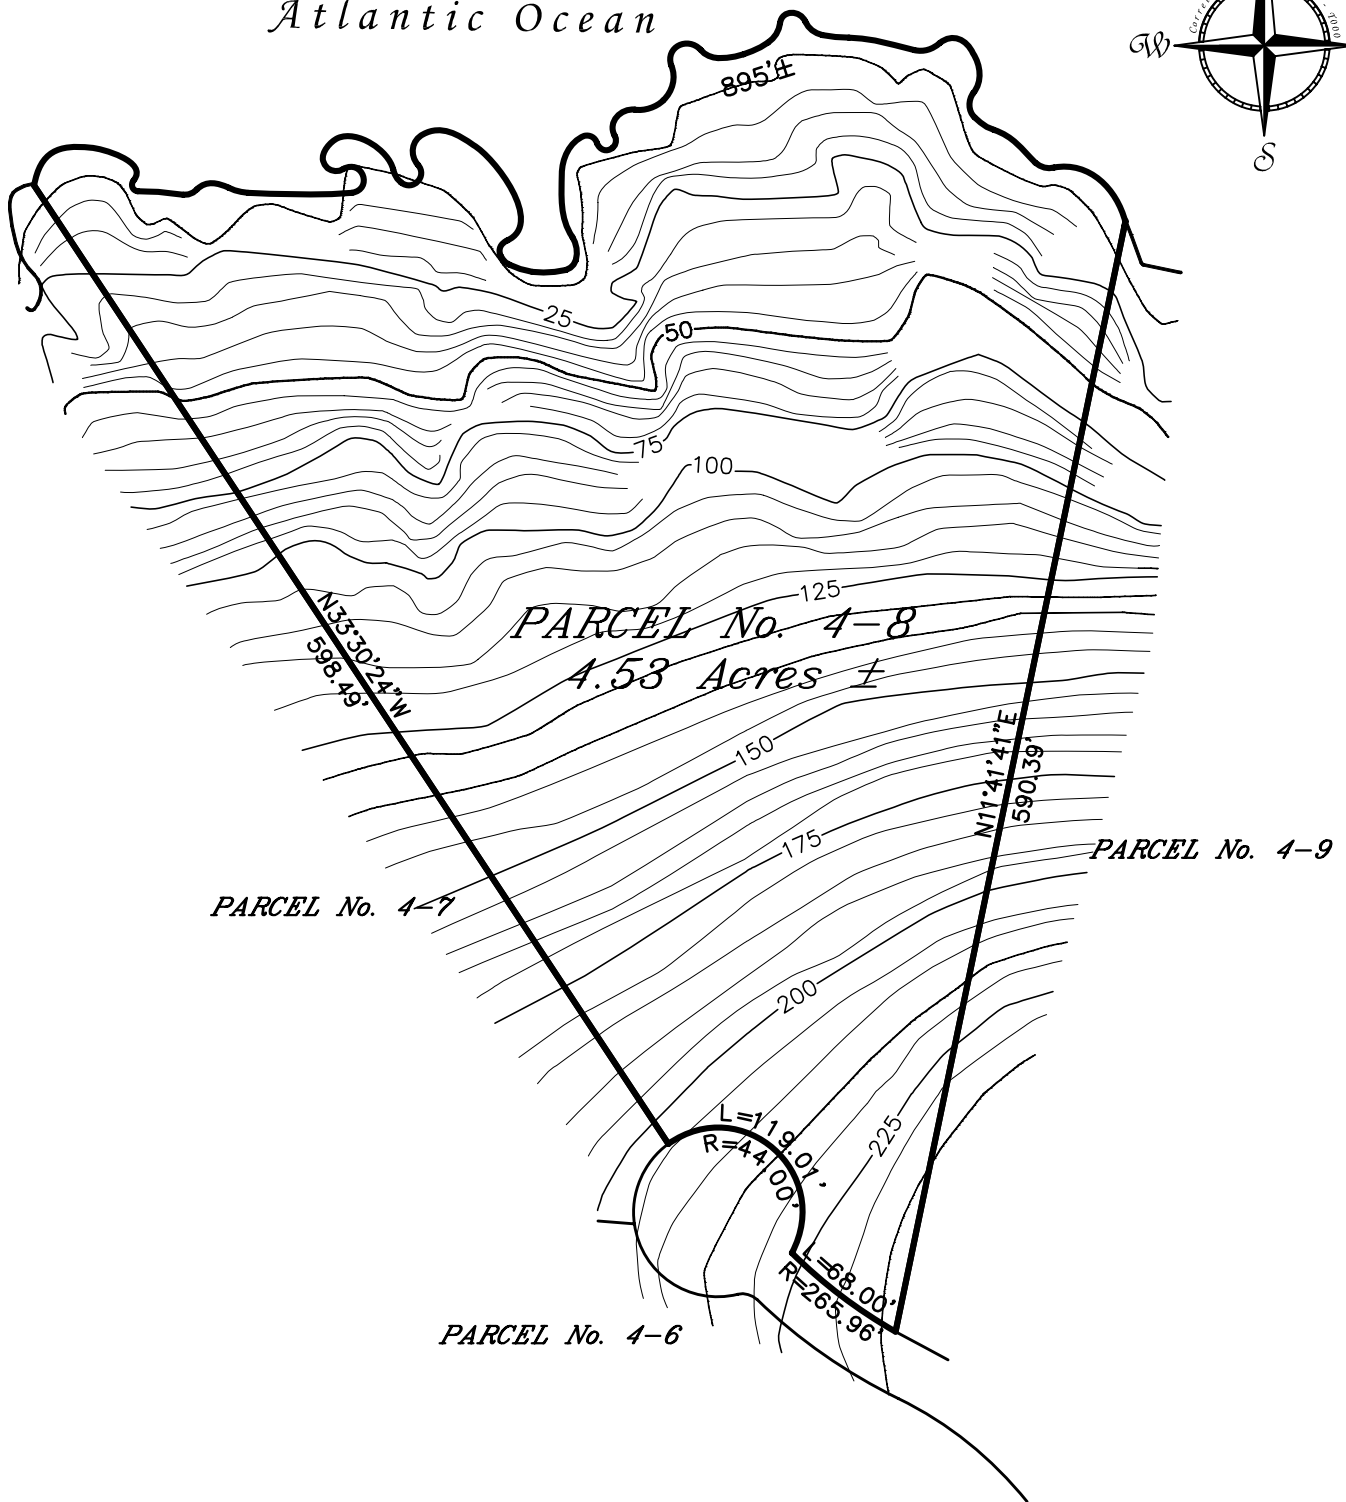 Atlantic Ocean
W
S
895'±
25
50
75
100
125
PARCEL No. 4-8
4.53 Acres ±
N33°30'24"W
598.49'
150
N11°41'41"E
590.39'
175
PARCEL No. 4-9
PARCEL No. 4-7
200
225
L=119.01'
R=44.00'
L=68.00'
R=265.96'
PARCEL No. 4-6